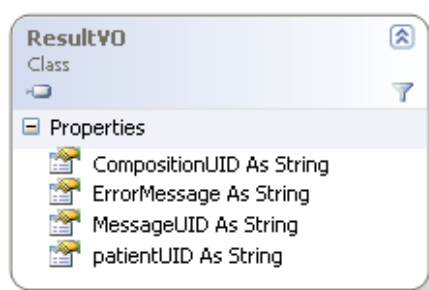 ResultVO
Class
Properties
CompositionUID As String
ErrorMessage As String
MessageUID As String
patientUID As String